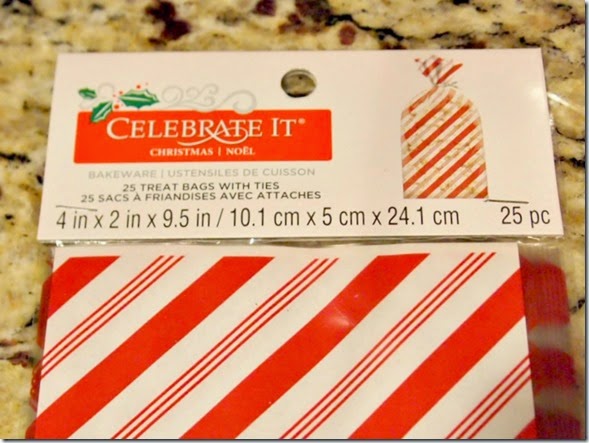 CELEBRATE IT®
CHRISTMAS | NOËL
BAKEWARE | USTENSILES DE CUISSON
25 TREAT BAGS WITH TIES
25 SACS À FRIANDISES AVEC ATTACHES
4 in x 2 in x 9.5 in / 10.1 cm x 5 cm x 24.1 cm 25 pc